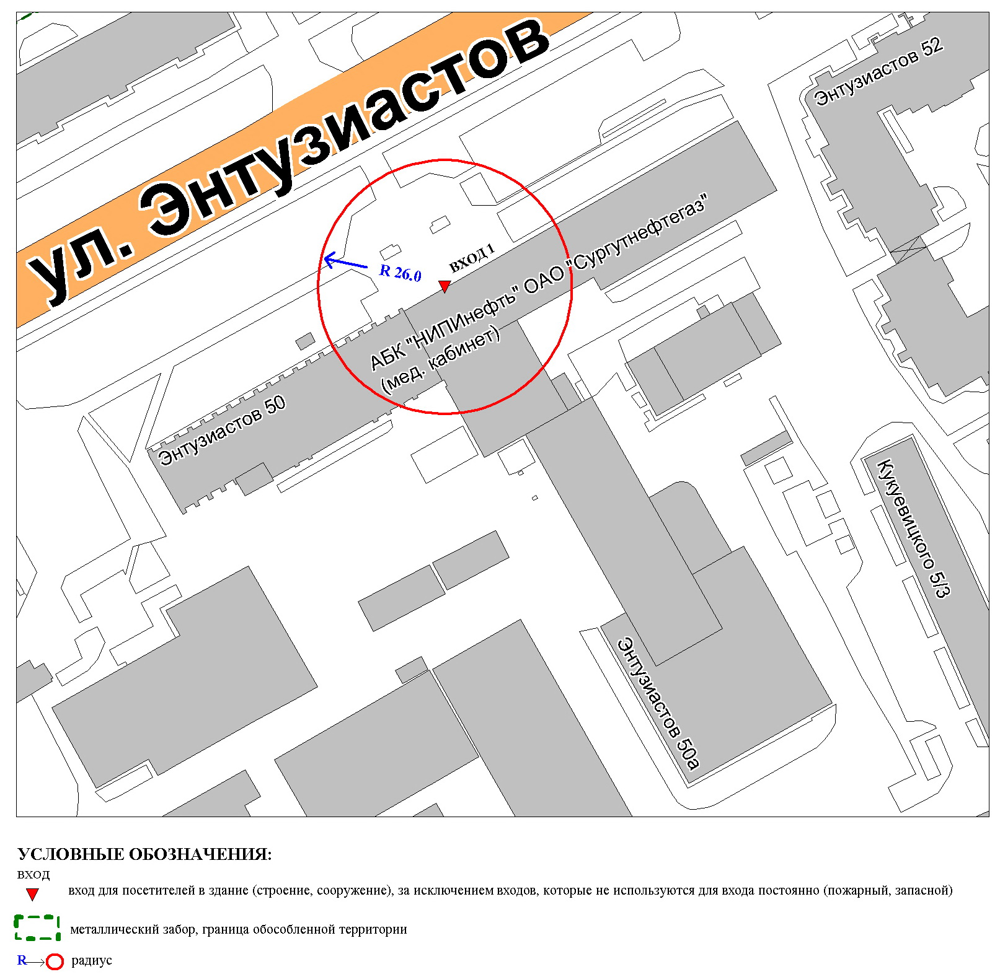 ул. Энтузиастов
Энтузиастов 52
ВХОД 1
R 26.0
АБК "НИПИнефть" ОАО "Сургутнефтегаз"
(мед. кабинет)
Энтузиастов 50
Кукуевицкого 5/3
Энтузиастов 50а
УСЛОВНЫЕ ОБОЗНАЧЕНИЯ:
ВХОД
вход для посетителей в здание (строение, сооружение), за исключением входов, которые не используются для входа постоянно (пожарный, запасной)
металлический забор, граница обособленной территории
R
радиус